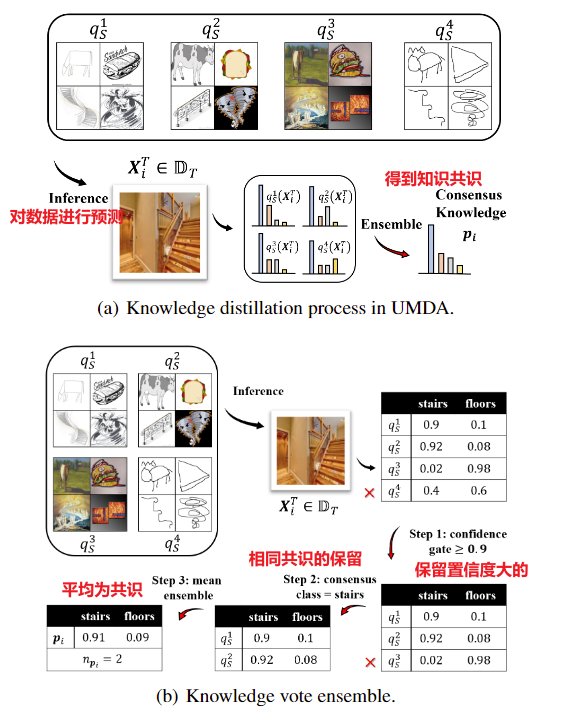 q_S^1 q_S^2 q_S^3 q_S^4
X_i^T ∈ 𝔻_T
Inference
对数据进行预测
q_S^1(X_i^T) q_S^2(X_i^T)
q_S^3(X_i^T) q_S^4(X_i^T)
Ensemble
得到知识共识
Consensus
Knowledge
p_i
(a) Knowledge distillation process in UMDA.
q_S^1 q_S^2
q_S^3 q_S^4
Inference
X_i^T ∈ 𝔻_T
stairs floors
q_S^1 0.9 0.1
q_S^2 0.92 0.08
q_S^3 0.02 0.98
× q_S^4 0.4 0.6
Step 1: confidence
gate ≥ 0.9
保留置信度大的
stairs floors
q_S^1 0.9 0.1
q_S^2 0.92 0.08
× q_S^3 0.02 0.98
相同共识的保留
Step 2: consensus
class = stairs
stairs floors
q_S^1 0.9 0.1
q_S^2 0.92 0.08
平均为共识
Step 3: mean
ensemble
stairs floors
p_i 0.91 0.09
n_{p_i} = 2
(b) Knowledge vote ensemble.